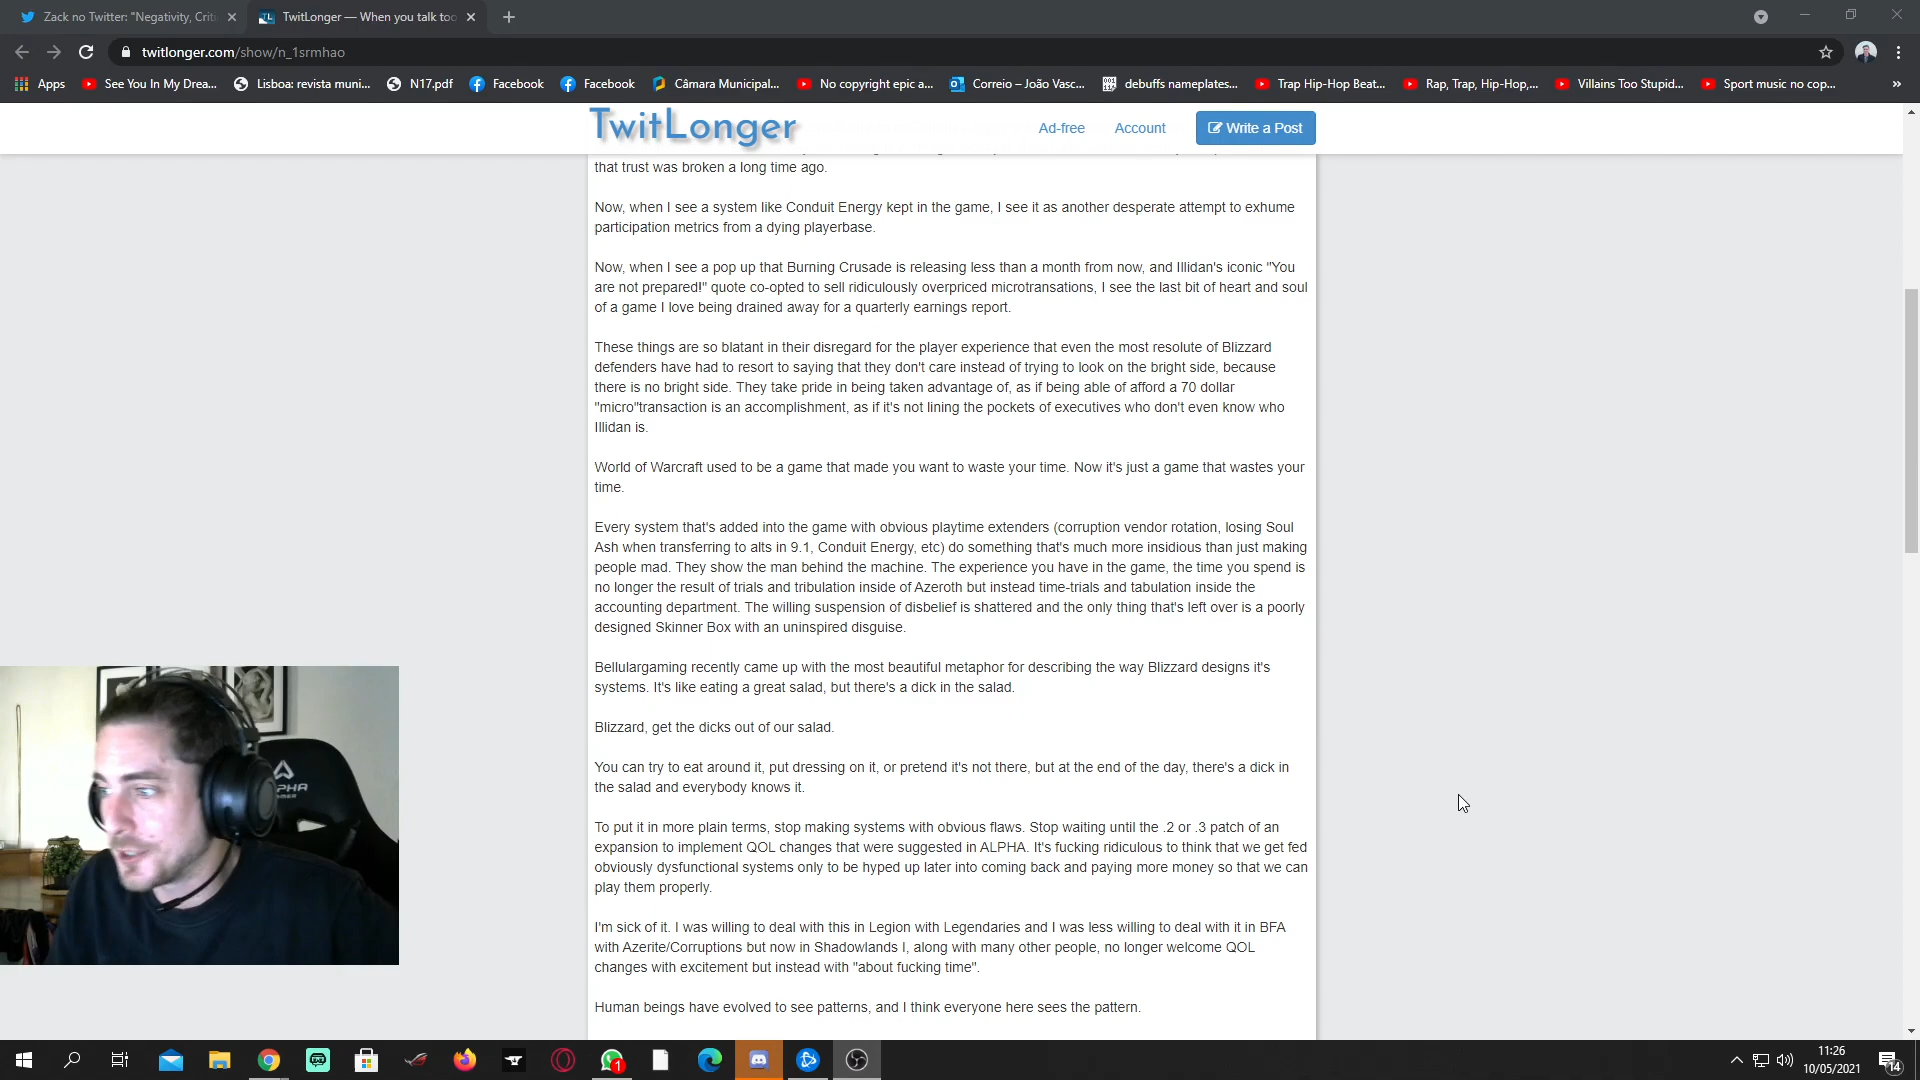 Zack no Twitter: "Negativity, Criti
TwitLonger — When you talk too
twitlonger.com/show/n_1srmhao
Apps
See You In My Drea...
Lisboa: revista muni...
N17.pdf
Facebook
Facebook
Câmara Municipal...
No copyright epic a...
Correio – João Vasc...
debuffs nameplates...
Trap Hip-Hop Beat...
Rap, Trap, Hip-Hop,...
Villains Too Stupid...
Sport music no cop...
»
TwitLonger
Ad-free
Account
Write a Post
that trust was broken a long time ago.
Now, when I see a system like Conduit Energy kept in the game, I see it as another desperate attempt to exhume
participation metrics from a dying playerbase.
Now, when I see a pop up that Burning Crusade is releasing less than a month from now, and Illidan's iconic "You
are not prepared!" quote co-opted to sell ridiculously overpriced microtransations, I see the last bit of heart and soul
of a game I love being drained away for a quarterly earnings report.
These things are so blatant in their disregard for the player experience that even the most resolute of Blizzard
defenders have had to resort to saying that they don't care instead of trying to look on the bright side, because
there is no bright side. They take pride in being taken advantage of, as if being able of afford a 70 dollar
"micro"transaction is an accomplishment, as if it's not lining the pockets of executives who don't even know who
Illidan is.
World of Warcraft used to be a game that made you want to waste your time. Now it's just a game that wastes your
time.
Every system that's added into the game with obvious playtime extenders (corruption vendor rotation, losing Soul
Ash when transferring to alts in 9.1, Conduit Energy, etc) do something that's much more insidious than just making
people mad. They show the man behind the machine. The experience you have in the game, the time you spend is
no longer the result of trials and tribulation inside of Azeroth but instead time-trials and tabulation inside the
accounting department. The willing suspension of disbelief is shattered and the only thing that's left over is a poorly
designed Skinner Box with an uninspired disguise.
Bellulargaming recently came up with the most beautiful metaphor for describing the way Blizzard designs it's
systems. It's like eating a great salad, but there's a dick in the salad.
Blizzard, get the dicks out of our salad.
You can try to eat around it, put dressing on it, or pretend it's not there, but at the end of the day, there's a dick in
the salad and everybody knows it.
To put it in more plain terms, stop making systems with obvious flaws. Stop waiting until the .2 or .3 patch of an
expansion to implement QOL changes that were suggested in ALPHA. It's fucking ridiculous to think that we get fed
obviously dysfunctional systems only to be hyped up later into coming back and paying more money so that we can
play them properly.
I'm sick of it. I was willing to deal with this in Legion with Legendaries and I was less willing to deal with it in BFA
with Azerite/Corruptions but now in Shadowlands I, along with many other people, no longer welcome QOL
changes with excitement but instead with "about fucking time".
Human beings have evolved to see patterns, and I think everyone here sees the pattern.
1
11:26
10/05/2021
14